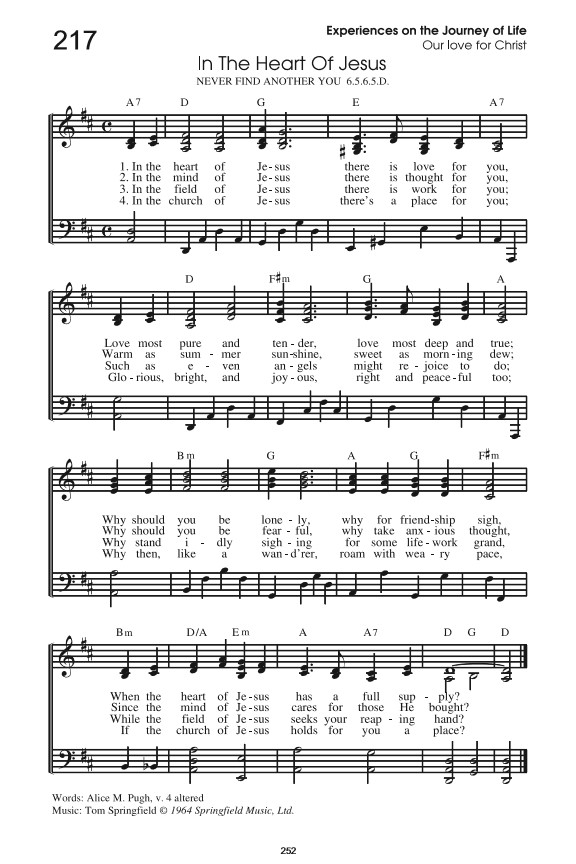 217
Experiences on the Journey of Life
Our love for Christ
In The Heart Of Jesus
NEVER FIND ANOTHER YOU 6.5.6.5.D.
A7 D G E A7
1. In the heart of Je - sus there is love for you,
2. In the mind of Je - sus there is thought for you,
3. In the field of Je - sus there is work for you;
4. In the church of Je - sus there's a place for you;
D F#m G A
Love most pure and ten - der, love most deep and true;
Warm as sum - mer sun - shine, sweet as morn - ing dew;
Such as e - ven an - gels might re - joice to do;
Glo - rious, bright, and joy - ous, right and peace - ful too;
Bm G A G F#m
Why should you be lone - ly, why for friend - ship sigh,
Why should you be fear - ful, why take anx - ious thought,
Why stand i - dly sigh - ing for some life - work grand,
Why then, like a wan - d'rer, roam with wea - ry pace,
Bm D/A Em A A7 D G D
When the heart of Je - sus has a full sup - ply?
Since the mind of Je - sus cares for those He bought?
While the field of Je - sus seeks your reap - ing hand?
If the church of Je - sus holds for you a place?
Words: Alice M. Pugh, v. 4 altered
Music: Tom Springfield © 1964 Springfield Music, Ltd.
252